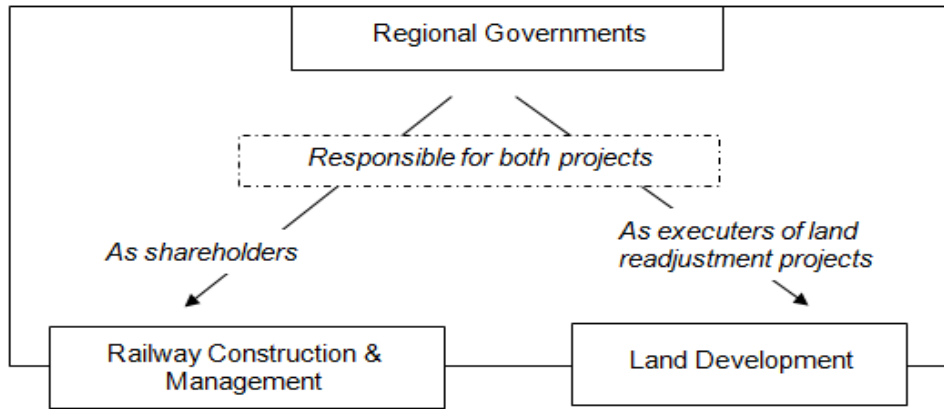 Regional Governments
Responsible for both projects
As shareholders
As executers of land
readjustment projects
Railway Construction &
Management
Land Development